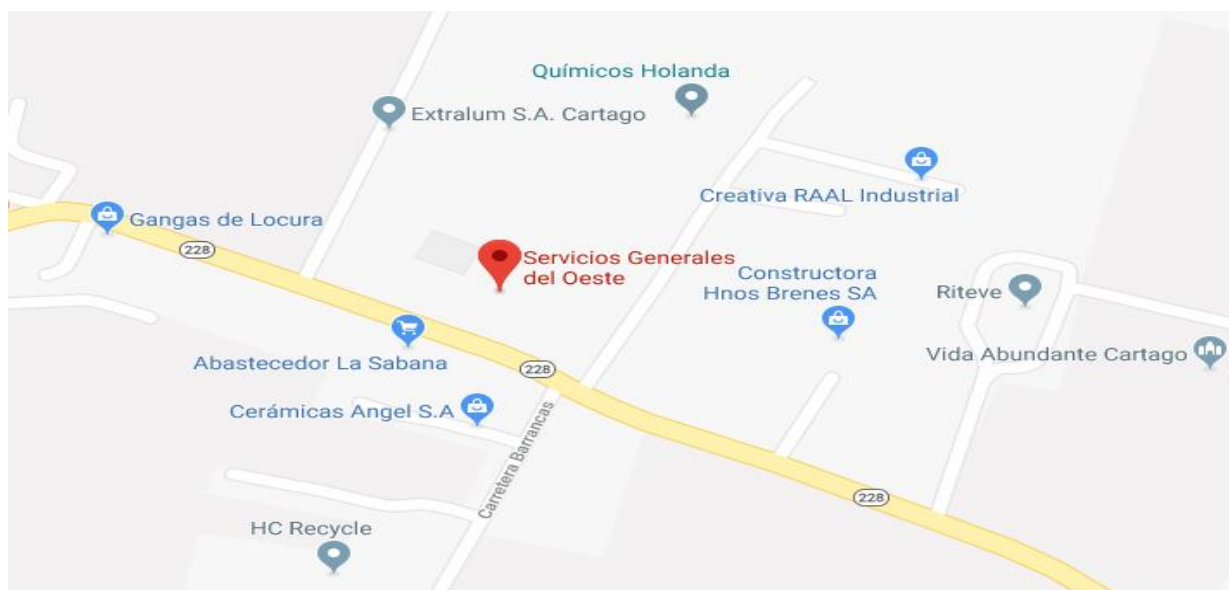 Químicos Holanda
Extralum S.A. Cartago
Creativa RAAL Industrial
Gangas de Locura
228
Servicios Generales
del Oeste
Constructora
Hnos Brenes SA
Riteve
Abastecedor La Sabana
228
Vida Abundante Cartago
Cerámicas Angel S.A
Carretera Barrancas
228
HC Recycle